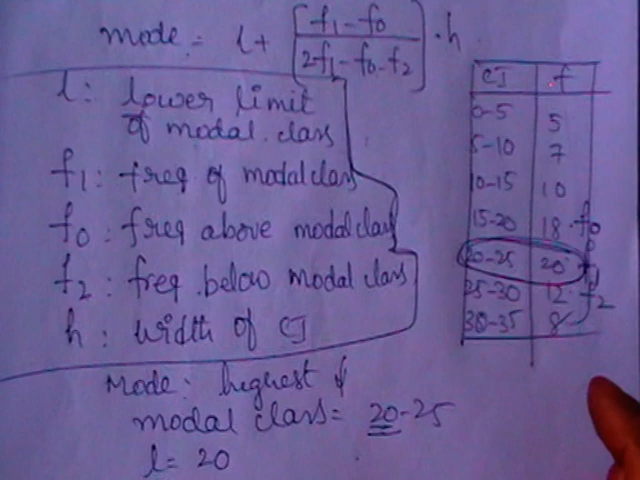 mode = l + [f1 - f0 / 2f1 - f0 - f2] . h
l : lower limit
of modal class
f1 : freq of modal class
f0 : freq above modal class
f2 : freq below modal class
h : width of CI
Mode : highest f
modal class = 20-25
l = 20
CI f
0-5 5
5-10 7
10-15 10
15-20 18 f0
20-25 20
25-30 12 f2
30-35 8